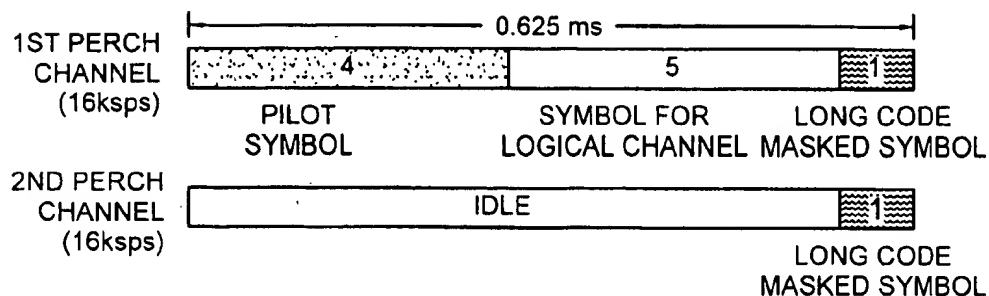 0.625 ms
1ST PERCH
CHANNEL
(16ksps)
4
5
1
PILOT
SYMBOL
SYMBOL FOR
LOGICAL CHANNEL
LONG CODE
MASKED SYMBOL
2ND PERCH
CHANNEL
(16ksps)
IDLE
1
LONG CODE
MASKED SYMBOL